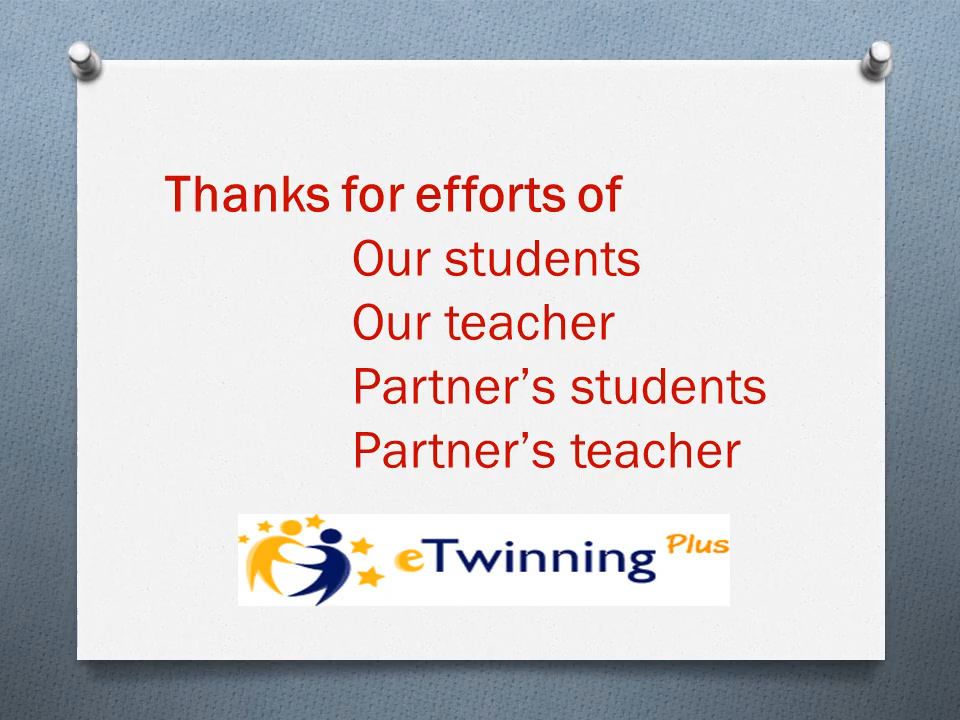 Thanks for efforts of
Our students
Our teacher
Partner’s students
Partner’s teacher
eTwinning Plus